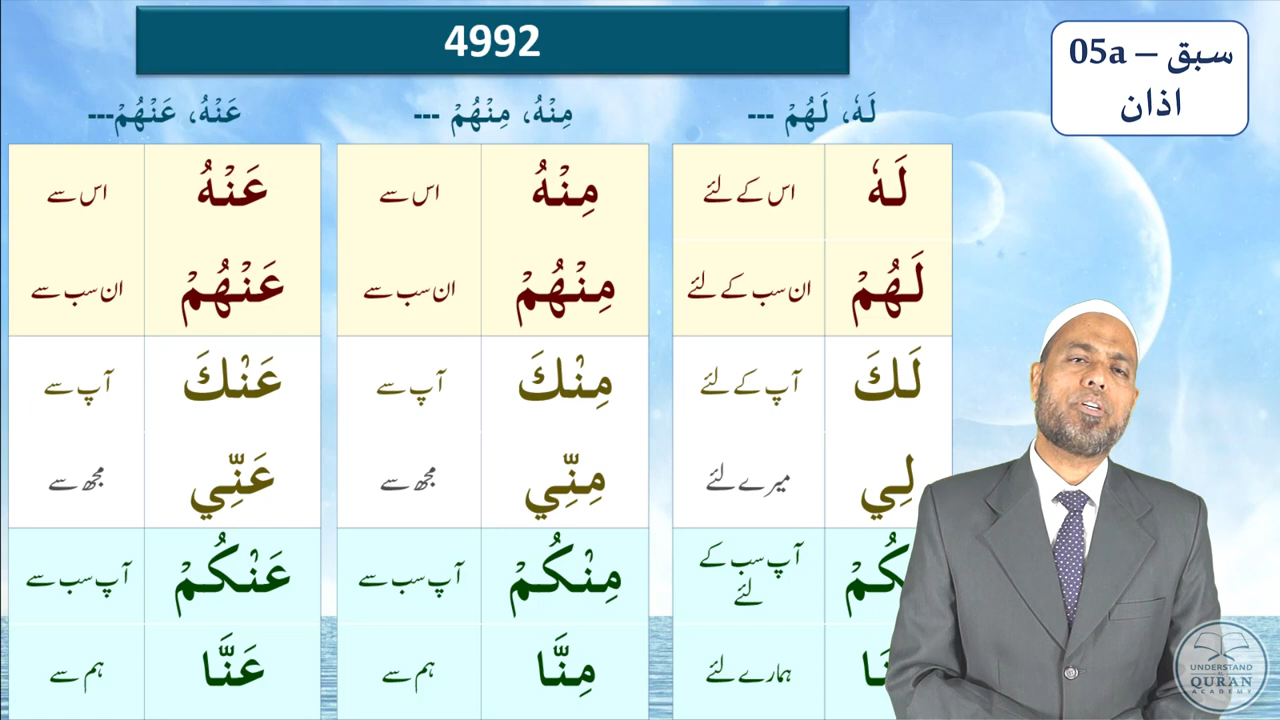 4992
سبق – 05a
اذان
لَهٗ، لَهُمْ ---
مِنْهُ، مِنْهُمْ ---
عَنْهُ، عَنْهُمْ ---
لَهٗ اس کے لئے
لَهُمْ ان سب کے لئے
لَكَ آپ کے لئے
لِي میرے لئے
كُمْ آپ سب کے
لئے
نَا ہمارے لئے
مِنْهُ اس سے
مِنْهُمْ ان سب سے
مِنْكَ آپ سے
مِنِّي مجھ سے
مِنْكُمْ آپ سب سے
مِنَّا ہم سے
عَنْهُ اس سے
عَنْهُمْ ان سب سے
عَنْكَ آپ سے
عَنِّي مجھ سے
عَنْكُمْ آپ سب سے
عَنَّا ہم سے
UNDERSTAND
QURAN
ACADEMY